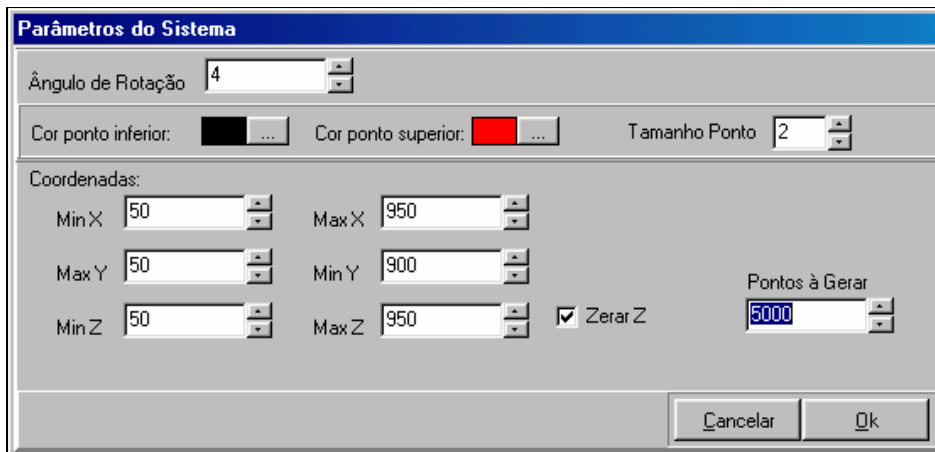 Parâmetros do Sistema
Ângulo de Rotação 4
Cor ponto inferior: ... Cor ponto superior: ... Tamanho Ponto 2
Coordenadas:
Min X 50 Max X 950
Max Y 50 Min Y 900
Pontos à Gerar
Min Z 50 Max Z 950 Zerar Z 5000
Cancelar Ok